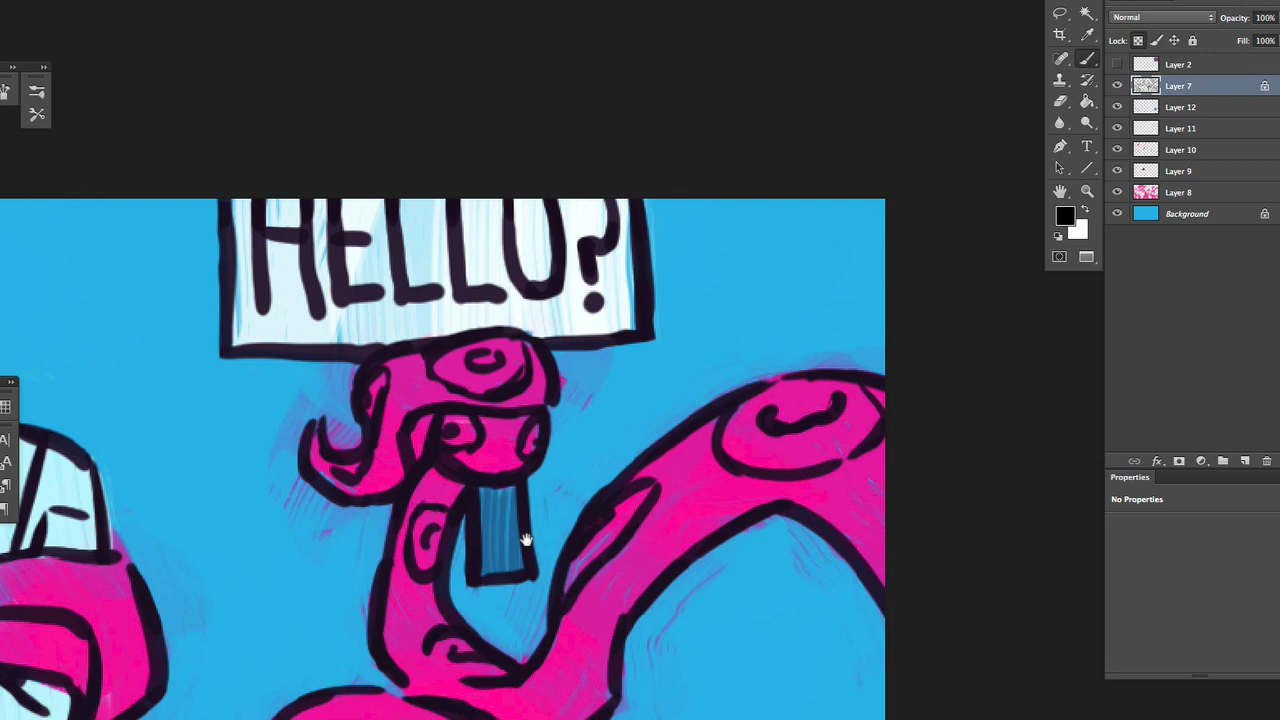 Normal Opacity: 100%
Lock: Fill: 100%
Layer 2
Layer 7
Layer 12
Layer 11
Layer 10
Layer 9
Layer 8
Background
HELLO?
fx
Properties
No Properties